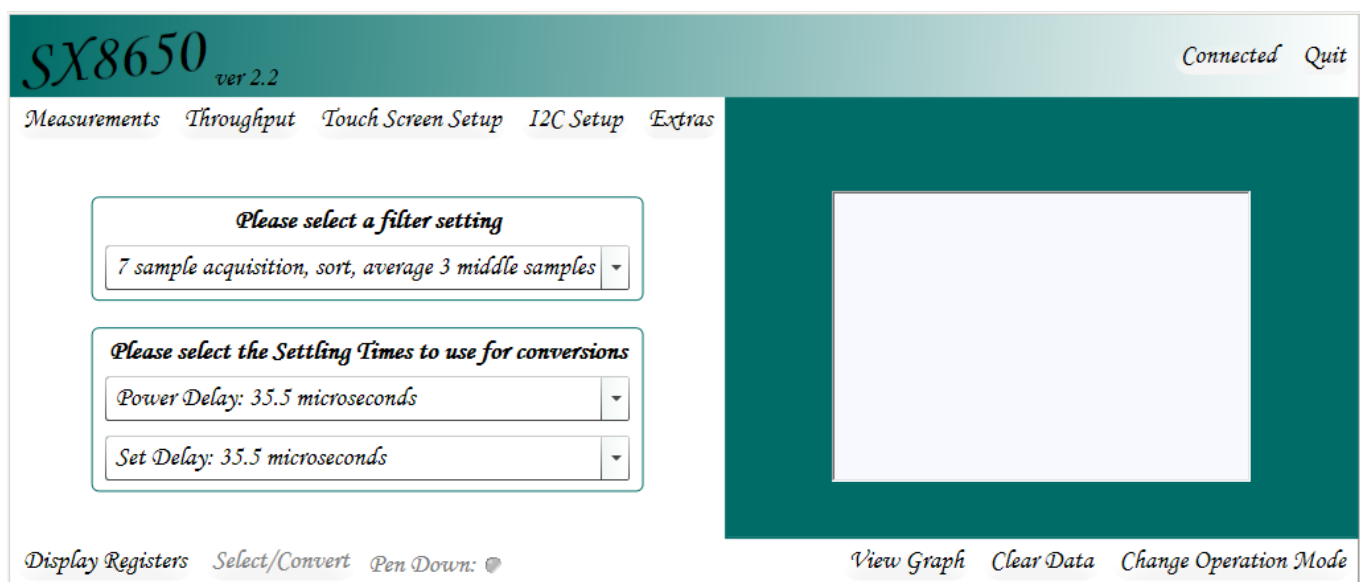 SX8650 ver 2.2
Connected Quit
Measurements Throughput Touch Screen Setup I2C Setup Extras
Please select a filter setting
7 sample acquisition, sort, average 3 middle samples
Please select the Settling Times to use for conversions
Power Delay: 35.5 microseconds
Set Delay: 35.5 microseconds
Display Registers Select/Convert Pen Down:
View Graph Clear Data Change Operation Mode